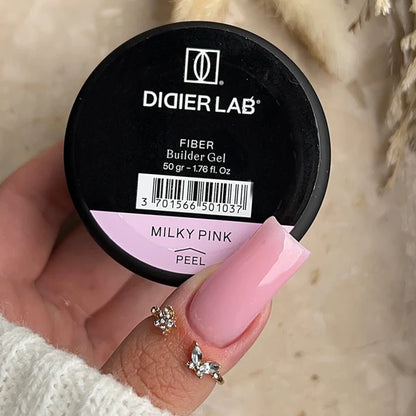 DIDIER LAB®
FIBER
Builder Gel
50 gr – 1.76 fl. Oz
3 701566 501037
MILKY PINK
PEEL